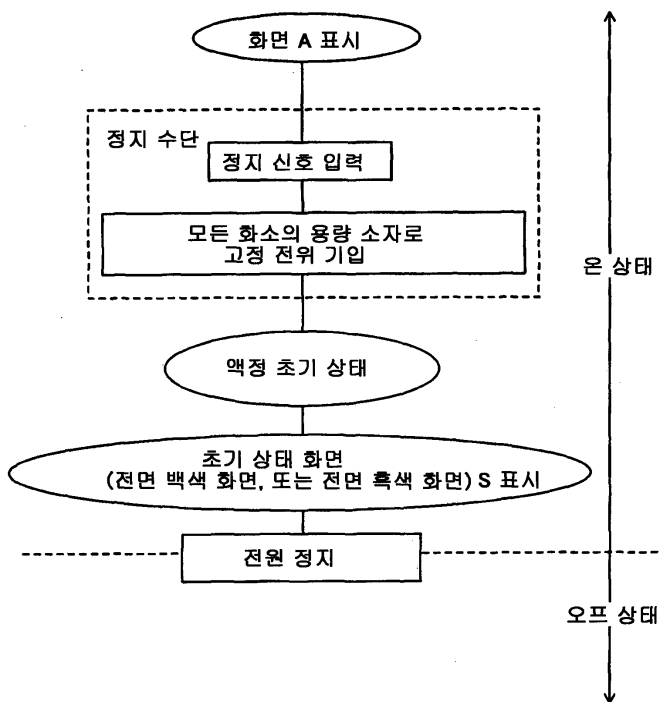 화면 A 표시
정지 수단
정지 신호 입력
모든 화소의 용량 소자로
고정 전위 기입
온 상태
액정 초기 상태
초기 상태 화면
(전면 백색 화면, 또는 전면 흑색 화면) S 표시
전원 정지
오프 상태